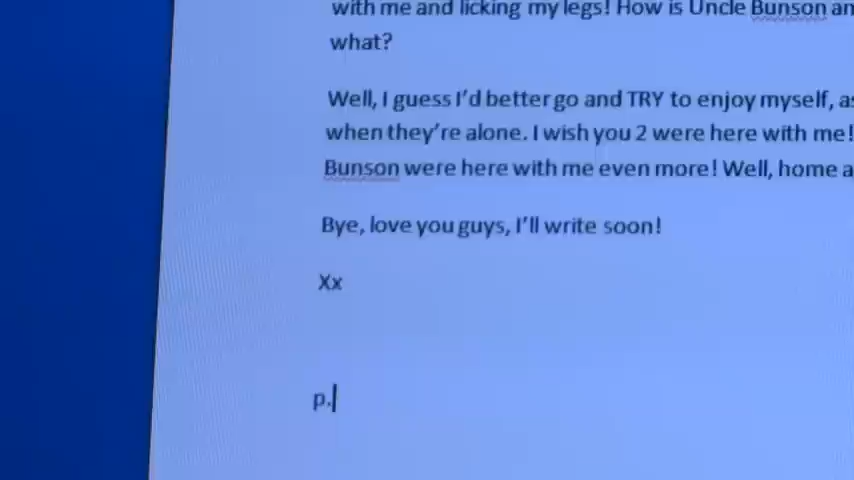 with me and licking my legs! How is Uncle Bunson an
what?
Well, I guess I'd better go and TRY to enjoy myself, as
when they're alone. I wish you 2 were here with me!
Bunson were here with me even more! Well, home a
Bye, love you guys, I'll write soon!
Xx
p.